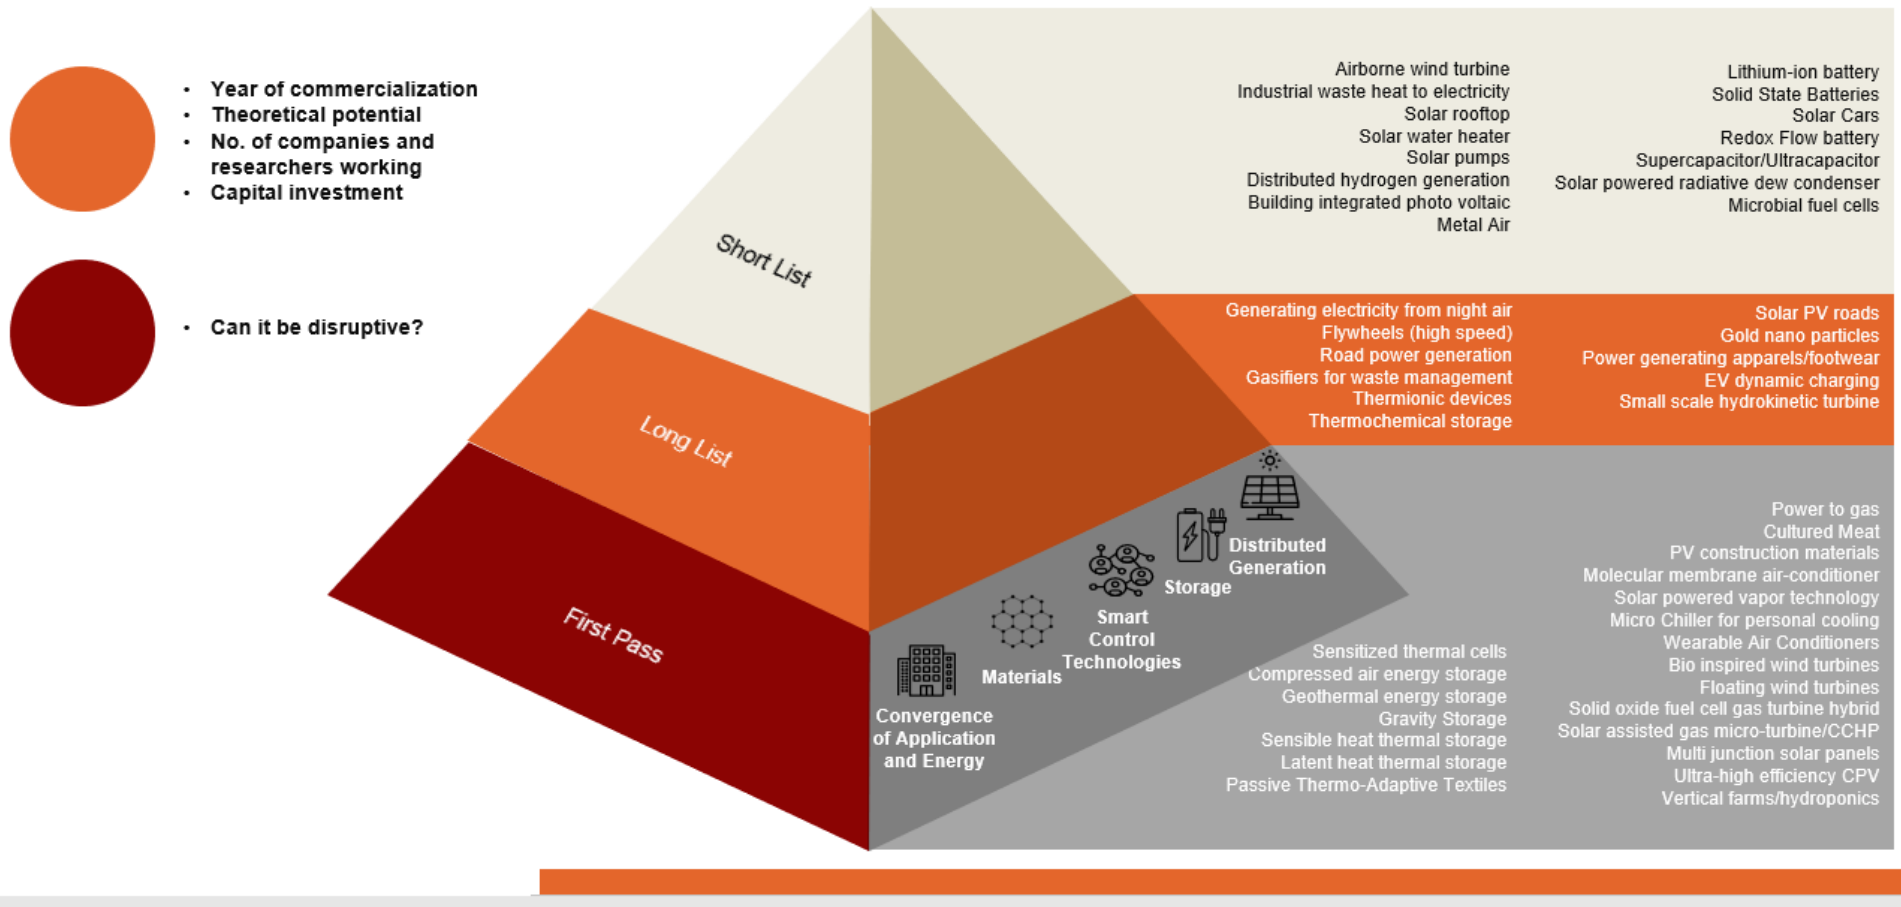 • Year of commercialization
• Theoretical potential
• No. of companies and
researchers working
• Capital investment
• Can it be disruptive?
Short List
Long List
First Pass
Airborne wind turbine
Industrial waste heat to electricity
Solar rooftop
Solar water heater
Solar pumps
Distributed hydrogen generation
Building integrated photo voltaic
Metal Air
Lithium-ion battery
Solid State Batteries
Solar Cars
Redox Flow battery
Supercapacitor/Ultracapacitor
Solar powered radiative dew condenser
Microbial fuel cells
Generating electricity from night air
Flywheels (high speed)
Road power generation
Gasifiers for waste management
Thermionic devices
Thermochemical storage
Solar PV roads
Gold nano particles
Power generating apparels/footwear
EV dynamic charging
Small scale hydrokinetic turbine
Convergence
of Application
and Energy
Materials
Smart
Control
Technologies
Storage
Distributed
Generation
Sensitized thermal cells
Compressed air energy storage
Geothermal energy storage
Gravity Storage
Sensible heat thermal storage
Latent heat thermal storage
Passive Thermo-Adaptive Textiles
Power to gas
Cultured Meat
PV construction materials
Molecular membrane air-conditioner
Solar powered vapor technology
Micro Chiller for personal cooling
Wearable Air Conditioners
Bio inspired wind turbines
Floating wind turbines
Solid oxide fuel cell gas turbine hybrid
Solar assisted gas micro-turbine/CCHP
Multi junction solar panels
Ultra-high efficiency CPV
Vertical farms/hydroponics